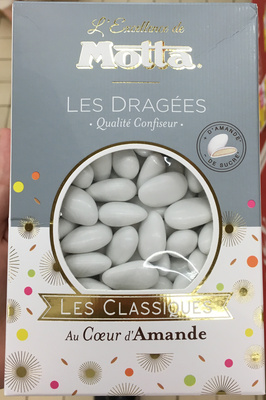 L'Excellence de
Motta.
LES DRAGÉES
• Qualité Confiseur •
+ D'AMANDE
- DE SUCRE
LES CLASSIQUES
Au Cœur d'Amande